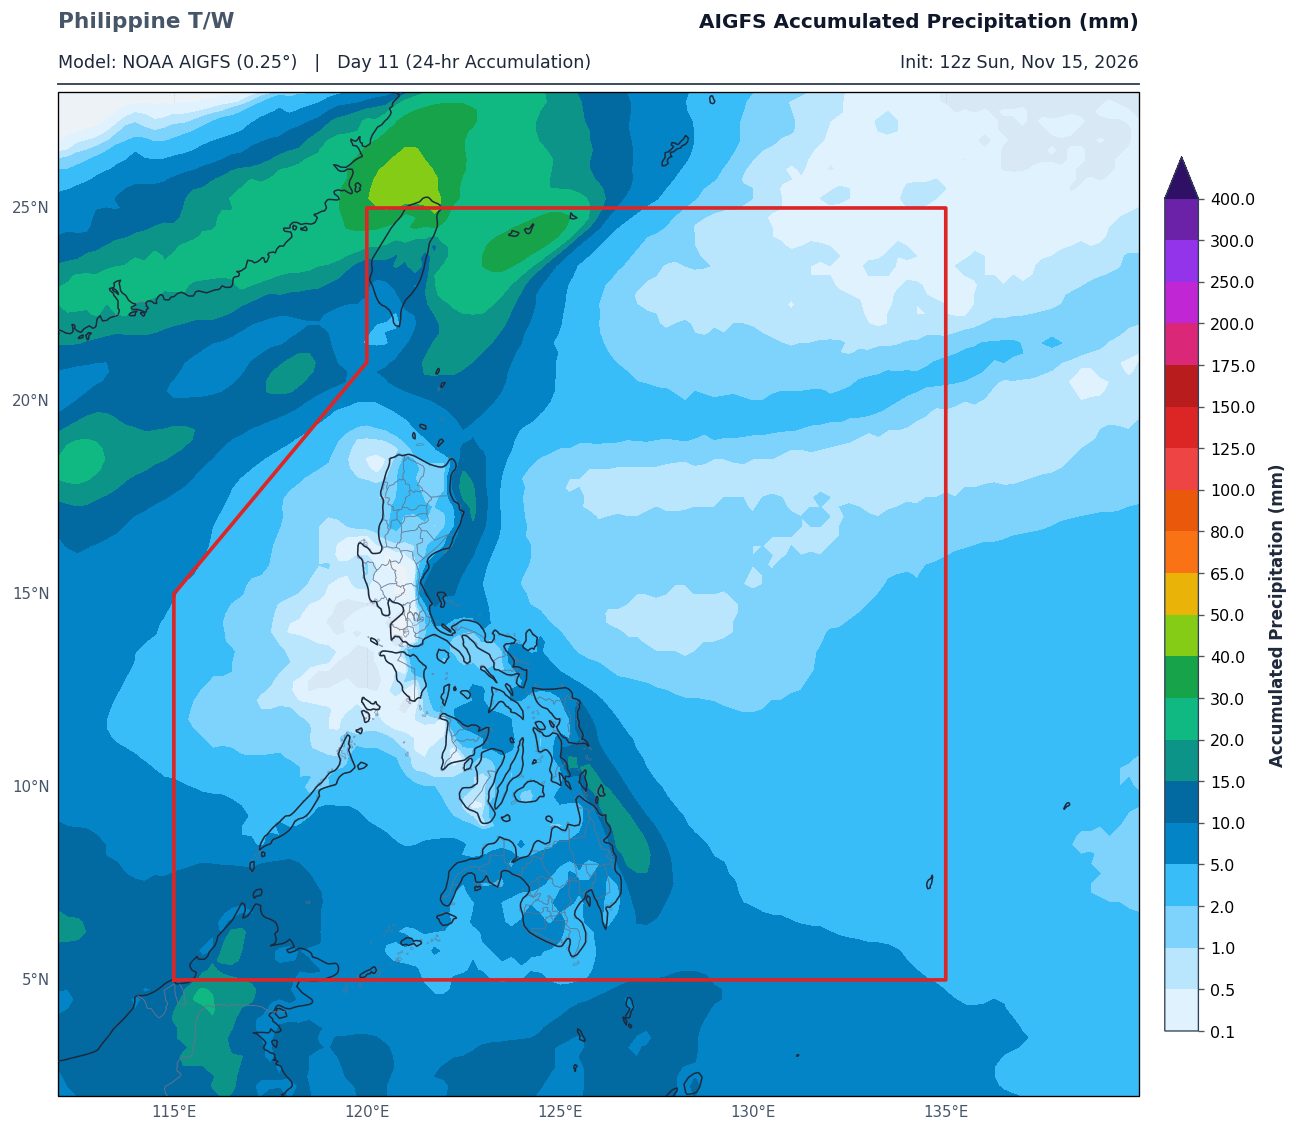 Philippine T/W
AIGFS Accumulated Precipitation (mm)
Model: NOAA AIGFS (0.25°) | Day 11 (24-hr Accumulation)
Init: 12z Sun, Nov 15, 2026
25°N
20°N
15°N
10°N
5°N
115°E
120°E
125°E
130°E
135°E
400.0
300.0
250.0
200.0
175.0
150.0
125.0
100.0
80.0
65.0
50.0
40.0
30.0
20.0
15.0
10.0
5.0
2.0
1.0
0.5
0.1
Accumulated Precipitation (mm)